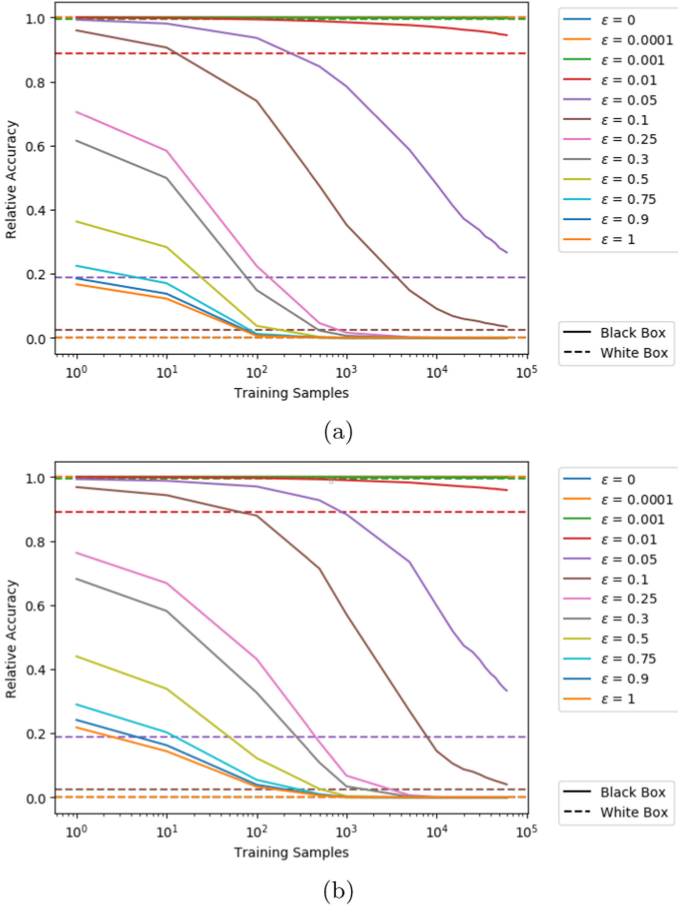 1.0
0.8
0.6
0.4
0.2
0.0
Relative Accuracy
10⁰ 10¹ 10² 10³ 10⁴ 10⁵
Training Samples
ε = 0
ε = 0.0001
ε = 0.001
ε = 0.01
ε = 0.05
ε = 0.1
ε = 0.25
ε = 0.3
ε = 0.5
ε = 0.75
ε = 0.9
ε = 1
Black Box
White Box
(a)
1.0
0.8
0.6
0.4
0.2
0.0
Relative Accuracy
10⁰ 10¹ 10² 10³ 10⁴ 10⁵
Training Samples
ε = 0
ε = 0.0001
ε = 0.001
ε = 0.01
ε = 0.05
ε = 0.1
ε = 0.25
ε = 0.3
ε = 0.5
ε = 0.75
ε = 0.9
ε = 1
Black Box
White Box
(b)